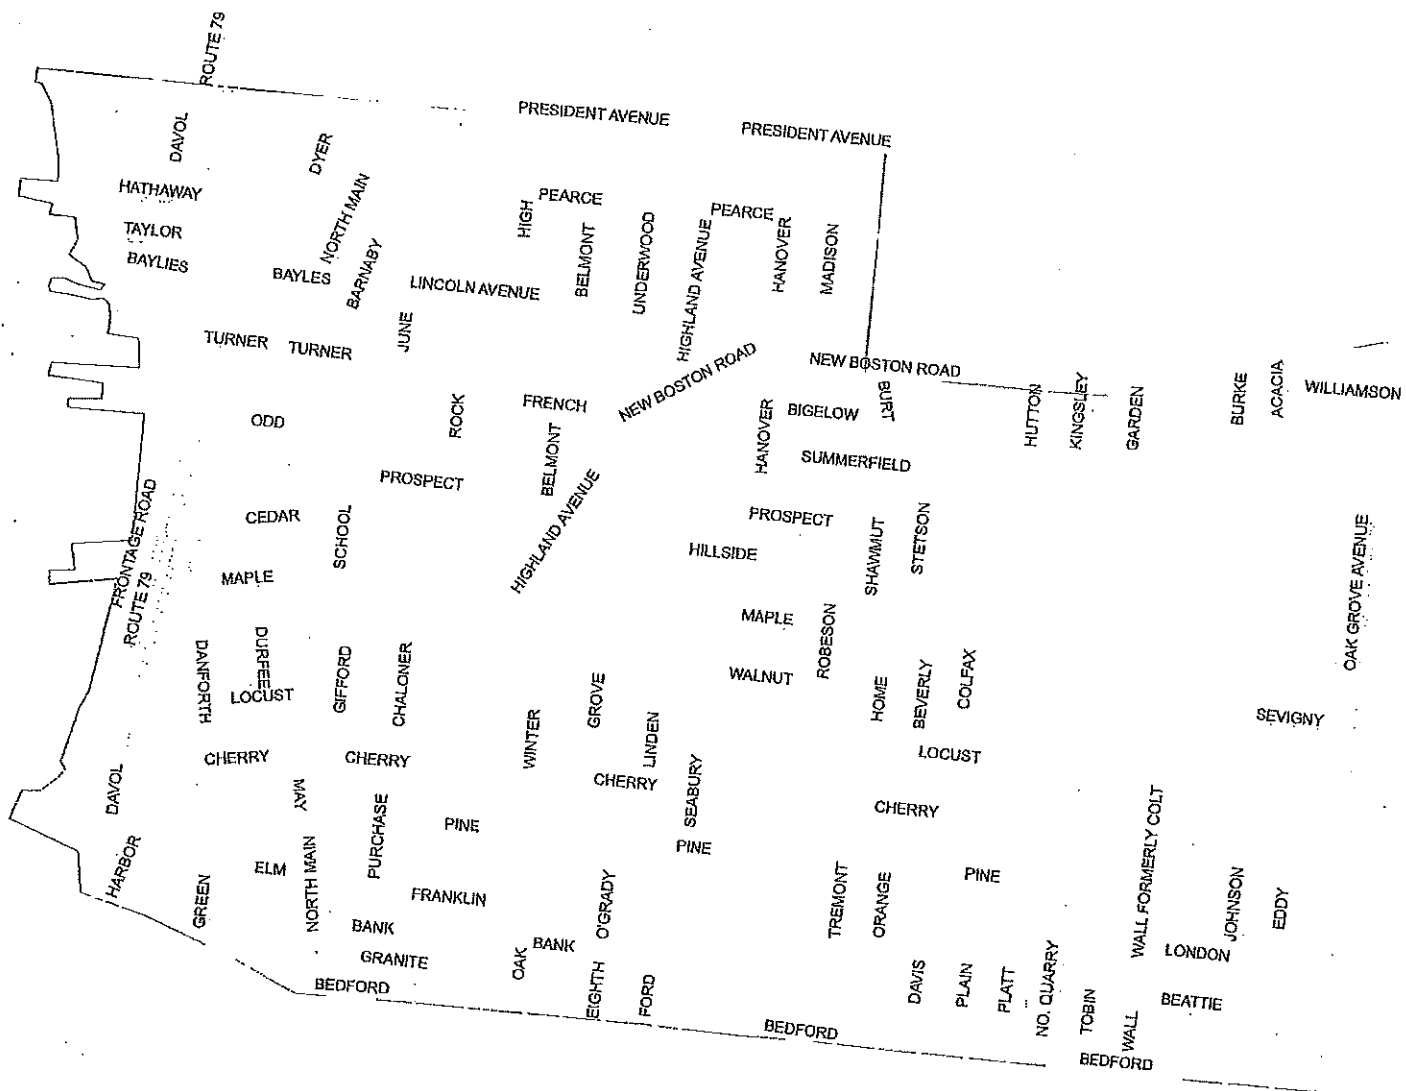 ROUTE 79
PRESIDENT AVENUE
PRESIDENT AVENUE
DAVOL
DYER
HATHAWAY
NORTH MAIN
HIGH
PEARCE
PEARCE
TAYLOR
BAYLIES
BAYLES
BARNABY
LINCOLN AVENUE
BELMONT
UNDERWOOD
HIGHLAND AVENUE
HANOVER
MADISON
TURNER
TURNER
JUNE
NEW BOSTON ROAD
NEW BOSTON ROAD
ODD
ROCK
FRENCH
BELMONT
HANOVER
BIGELOW
BURT
HUTTON
KINGSLEY
GARDEN
BURKE
ACACIA
WILLIAMSON
PROSPECT
SUMMERFIELD
HIGHLAND AVENUE
FRONTAGE ROAD
ROUTE 79
CEDAR
SCHOOL
PROSPECT
HILLSIDE
SHAWMUT
STETSON
OAK GROVE AVENUE
MAPLE
MAPLE
ROBESON
DANFORTH
DURFEE
LOCUST
GIFFORD
CHALONER
WALNUT
HOME
BEVERLY
COLFAX
WINTER
GROVE
LINDEN
SEVIGNY
CHERRY
CHERRY
CHERRY
SEABURY
LOCUST
DAVOL
MAY
PURCHASE
PINE
PINE
CHERRY
WALL FORMERLY COLT
HARBOR
GREEN
ELM
NORTH MAIN
FRANKLIN
O'GRADY
TREMONT
ORANGE
PINE
JOHNSON
EDDY
BANK
BANK
GRANITE
OAK
LONDON
BEDFORD
EIGHTH
FORD
DAVIS
PLAIN
PLATT
NO. QUARRY
TOBIN
WALL
BEATTIE
BEDFORD
BEDFORD